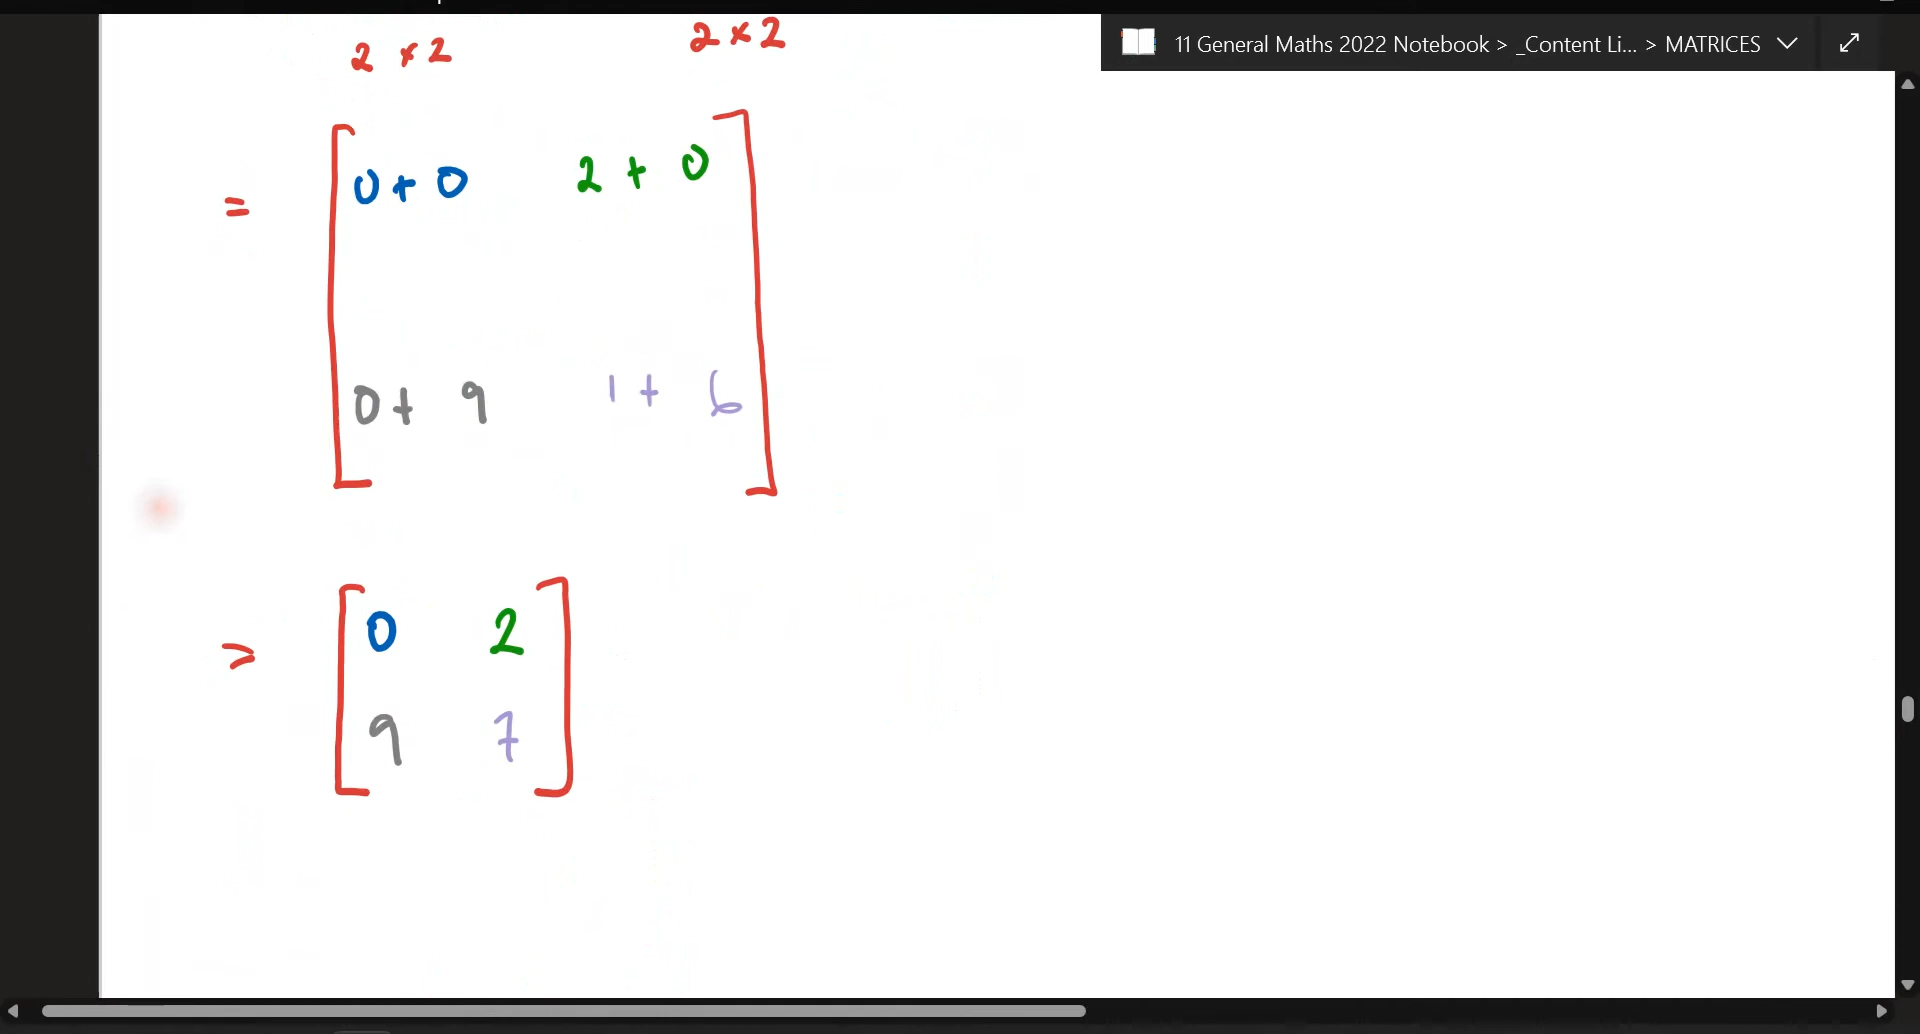 11 General Maths 2022 Notebook > _Content Li... > MATRICES
2 × 2 2 × 2
= [ 0 + 0 2 + 0
0 + 9 1 + 6 ]
= [ 0 2
9 7 ]